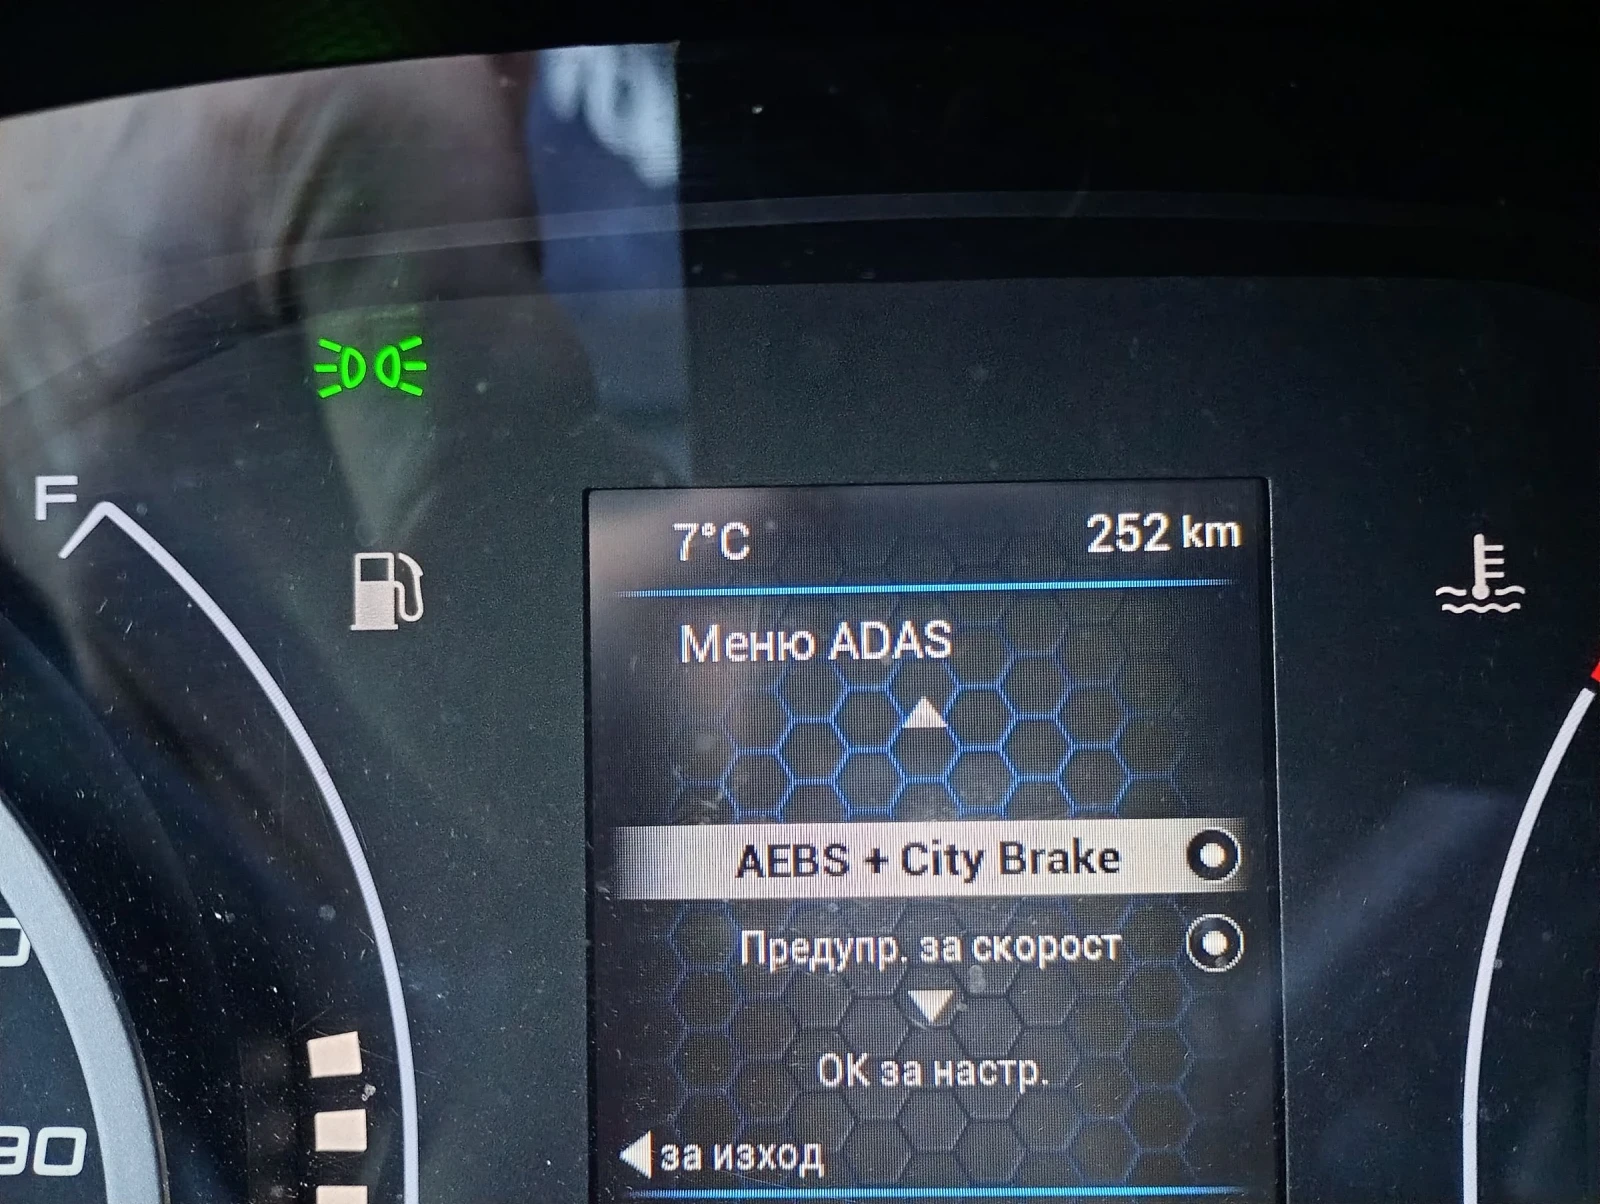 F
7°C 252 km
Меню ADAS
AEBS + City Brake
Предупр. за скорост
OK за настр.
за изход